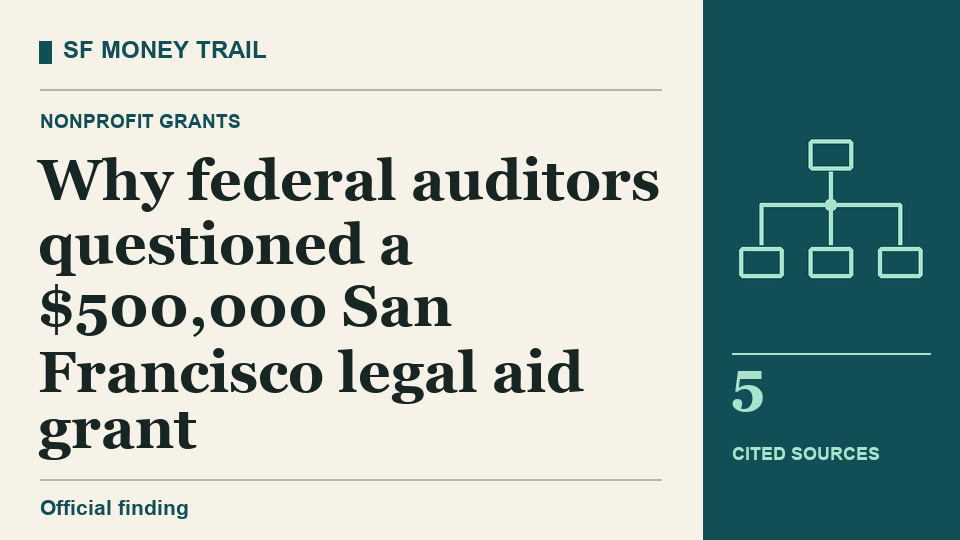 SF MONEY TRAIL
NONPROFIT GRANTS
Why federal auditors
questioned a
$500,000 San
Francisco legal aid
grant
Official finding
5
CITED SOURCES